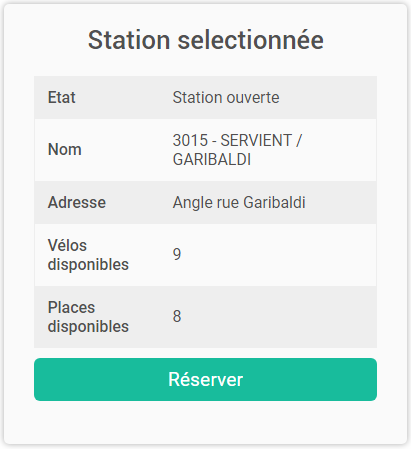 Station selectionnée
Etat Station ouverte
Nom 3015 - SERVIENT /
GARIBALDI
Adresse Angle rue Garibaldi
Vélos
disponibles 9
Places
disponibles 8
Réserver